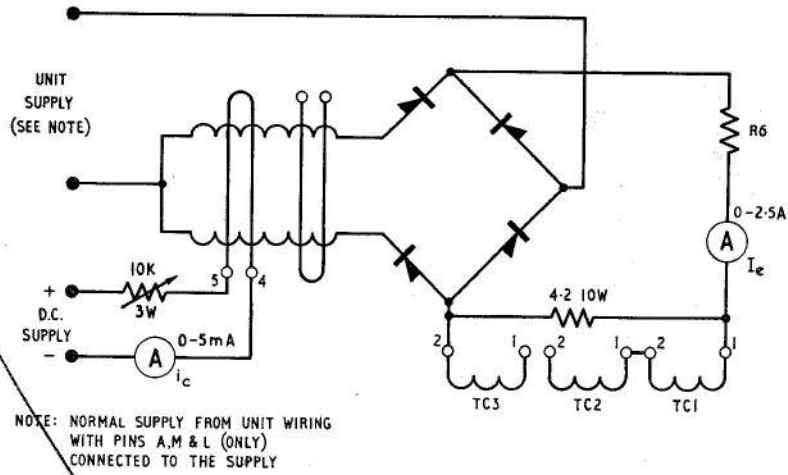 UNIT
SUPPLY
(SEE NOTE)
R6
0-2·5A
A
Ie
10K
3W
5
4
+
D.C.
SUPPLY
-
0-5mA
A
ic
4·2 10W
2
1
2
1
2
1
TC3
TC2
TC1
NOTE: NORMAL SUPPLY FROM UNIT WIRING
WITH PINS A,M & L (ONLY)
CONNECTED TO THE SUPPLY